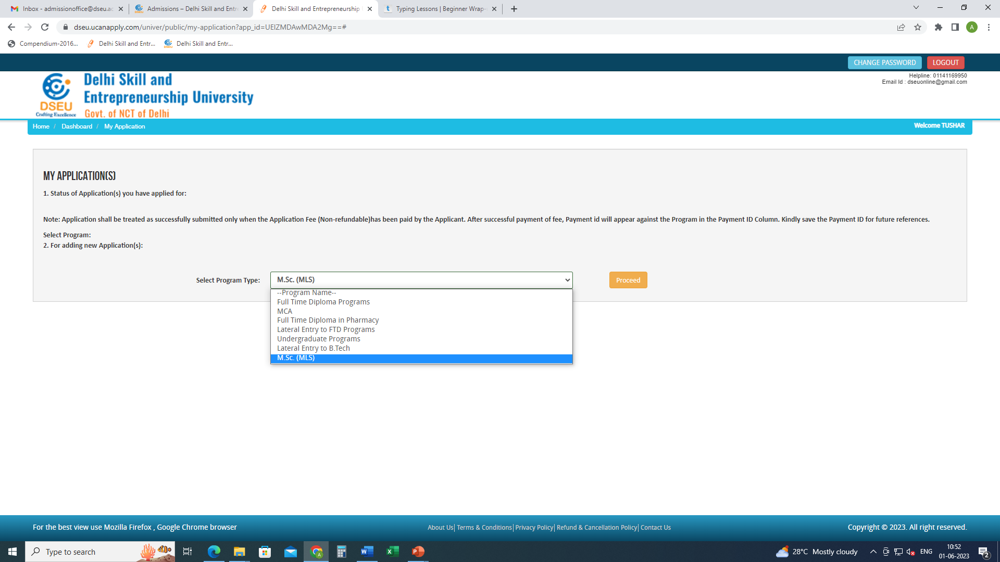 Inbox - admissionoffice@dseu.ac
Admissions – Delhi Skill and Entr
Delhi Skill and Entrepreneurship
Typing Lessons | Beginner Wrap-
dseu.ucanapply.com/univer/public/my-application?app_id=UEIZMDAwMDA2Mg==#
A
Compendium-2016...
Delhi Skill and Entr...
Delhi Skill and Entr...
CHANGE PASSWORD
LOGOUT
Helpline: 01141169950
Email Id : dseuonline@gmail.com
DSEU
Crafting Excellence
Delhi Skill and
Entrepreneurship University
Govt. of NCT of Delhi
Home / Dashboard / My Application
Welcome TUSHAR
MY APPLICATION(S)
1. Status of Application(s) you have applied for:
Note: Application shall be treated as successfully submitted only when the Application Fee (Non-refundable)has been paid by the Applicant. After successful payment of fee, Payment id will appear against the Program in the Payment ID Column. Kindly save the Payment ID for future references.
Select Program:
2. For adding new Application(s):
Select Program Type:
M.Sc. (MLS)
Proceed
--Program Name--
Full Time Diploma Programs
MCA
Full Time Diploma in Pharmacy
Lateral Entry to FTD Programs
Undergraduate Programs
Lateral Entry to B.Tech
M.Sc. (MLS)
For the best view use Mozilla Firefox , Google Chrome browser
About Us| Terms & Conditions| Privacy Policy| Refund & Cancellation Policy| Contact Us
Copyright © 2023. All right reserved.
Type to search
28°C Mostly cloudy
ENG
10:52
01-06-2023
2